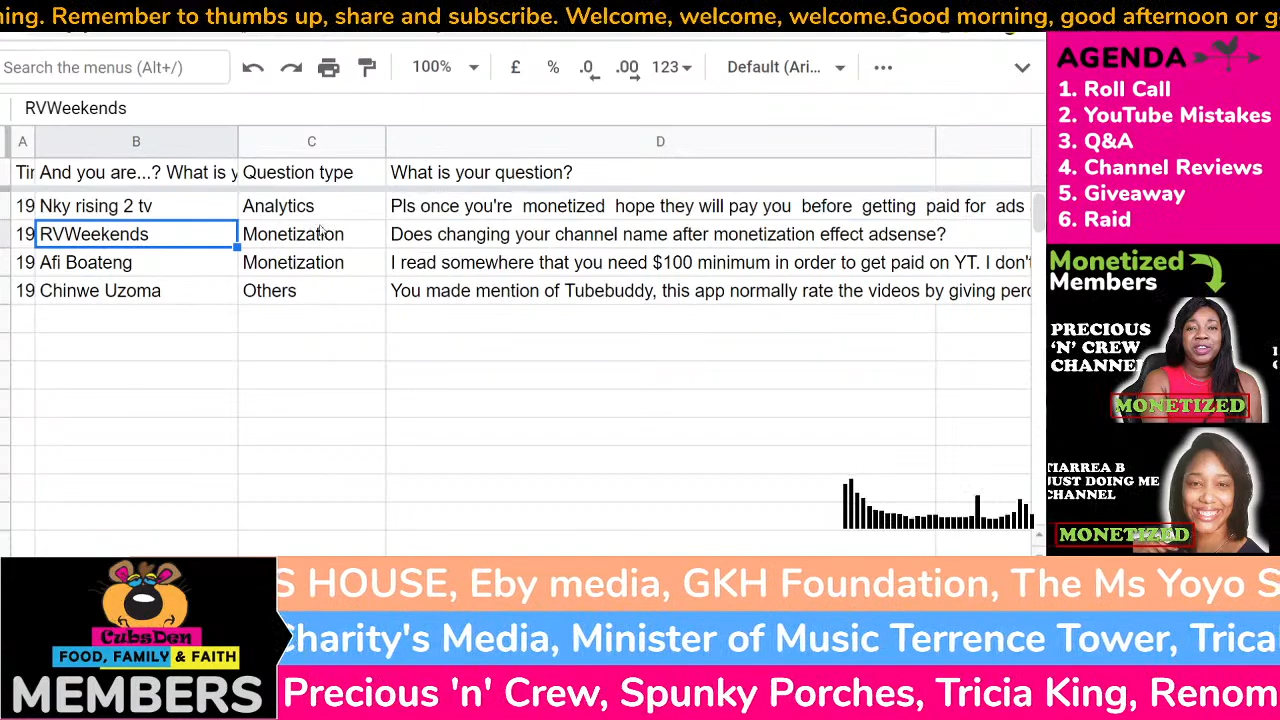 ning. Remember to thumbs up, share and subscribe. Welcome, welcome, welcome.Good morning, good afternoon or g
Search the menus (Alt+/)
100%
£
%
.0
.00
123
Default (Ari...
RVWeekends
A
B
C
D
Tir And you are...? What is y Question type What is your question?
19 Nky rising 2 tv Analytics Pls once you're monetized hope they will pay you before getting paid for ads
19 RVWeekends Monetization Does changing your channel name after monetization effect adsense?
19 Afi Boateng Monetization I read somewhere that you need $100 minimum in order to get paid on YT. I don't
19 Chinwe Uzoma Others You made mention of Tubebuddy, this app normally rate the videos by giving perc
AGENDA
1. Roll Call
2. YouTube Mistakes
3. Q&A
4. Channel Reviews
5. Giveaway
6. Raid
Monetized
Members
PRECIOUS
'N' CREW
CHANNEL
MONETIZED
TIARREA B
JUST DOING ME
CHANNEL
MONETIZED
CubsDen
FOOD, FAMILY & FAITH
MEMBERS
S HOUSE, Eby media, GKH Foundation, The Ms Yoyo S
Charity's Media, Minister of Music Terrence Tower, Trica
Precious 'n' Crew, Spunky Porches, Tricia King, Renom